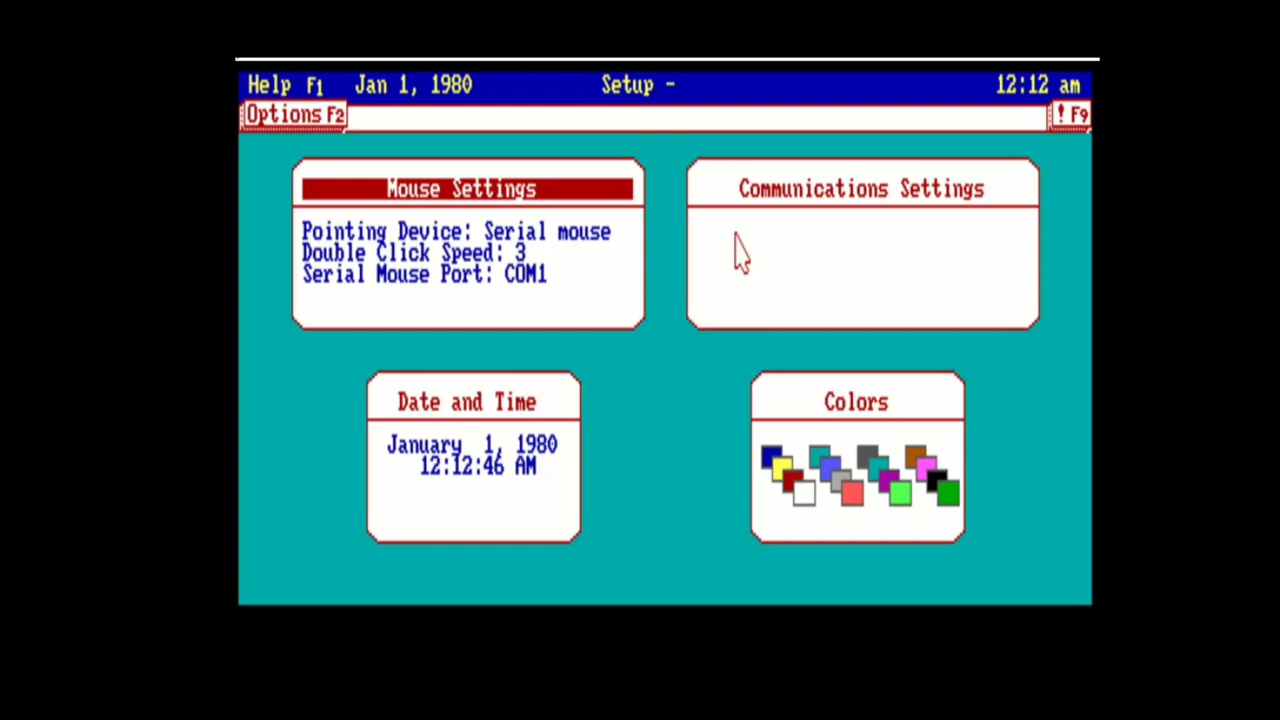 Help F1 Jan 1, 1980 Setup - 12:12 am
Options F2 ! F9
Mouse Settings
Pointing Device: Serial mouse
Double Click Speed: 3
Serial Mouse Port: COM1
Communications Settings
Date and Time
January 1, 1980
12:12:46 AM
Colors